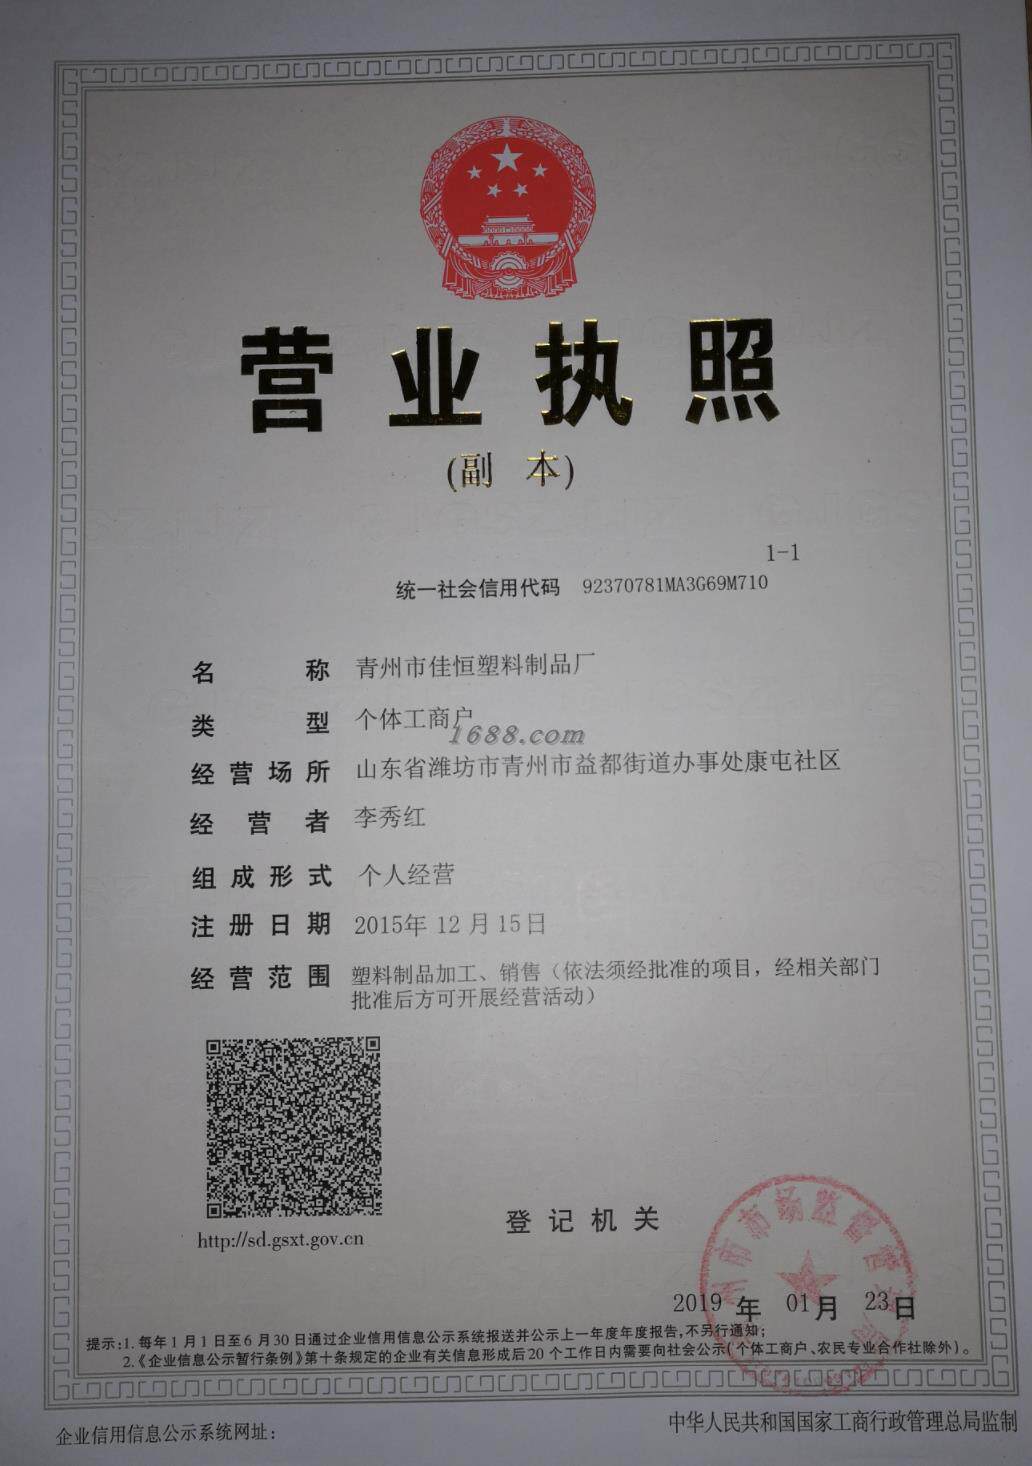 营业执照
(副 本)
1-1
统一社会信用代码 92370781MA3G69M710
名称 青州市佳恒塑料制品厂
类型 个体工商户
1688.com
经营场所 山东省潍坊市青州市益都街道办事处康屯社区
经营者 李秀红
组成形式 个人经营
注册日期 2015年 12 月 15日
经营范围 塑料制品加工、销售（依法须经批准的项目，经相关部门
批准后方可开展经营活动）
http://sd.gsxt.gov.cn
登记机关
州市市场监督管
2019 年 01月 23日
提示:1.每年1月1日至6月30日通过企业信用信息公示系统报送并公示上一年度年度报告,不另行通知;
2.《企业信息公示暂行条例》第十条规定的企业有关信息形成后20个工作日内需要向社会公示(个体工商户、农民专业合作社除外)。
企业信用信息公示系统网址：
中华人民共和国国家工商行政管理总局监制